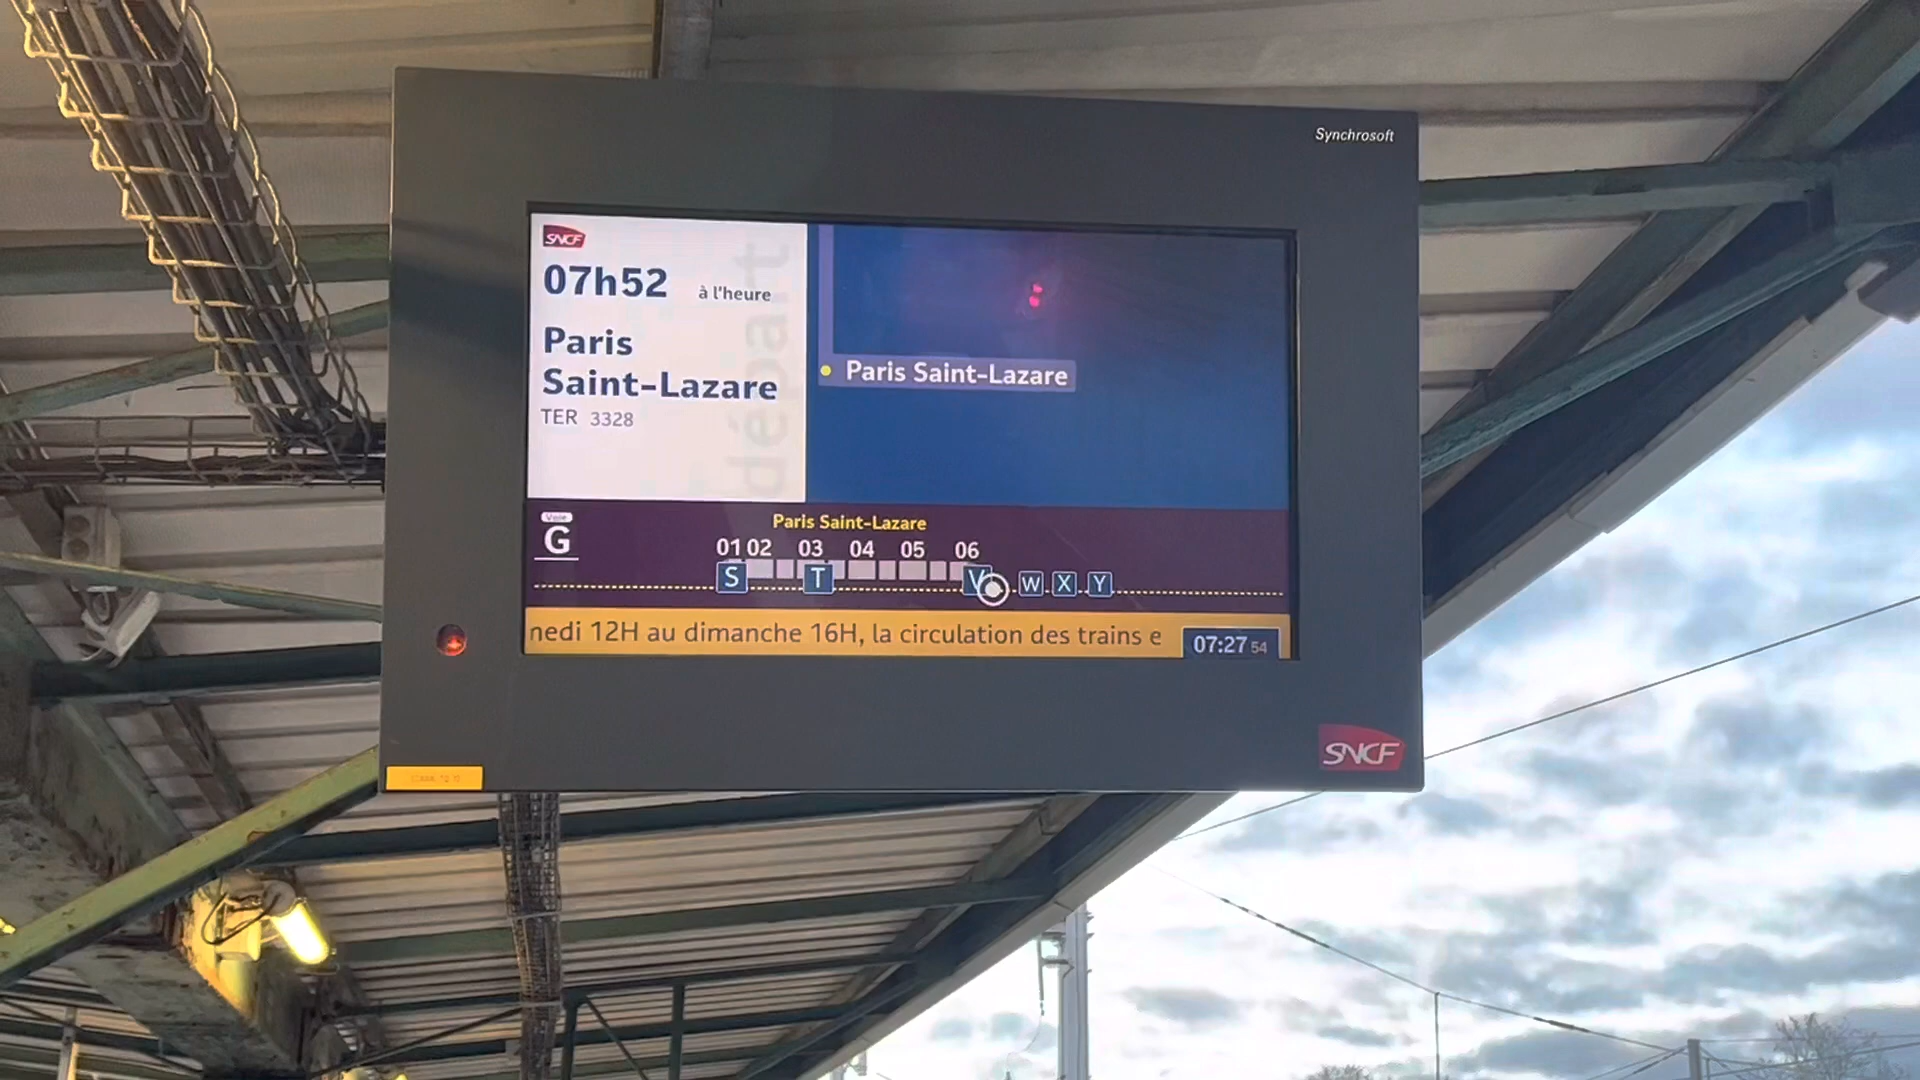 Synchrosoft
SNCF
07h52 à l'heure
Paris
Saint-Lazare
TER 3328
départ
Paris Saint-Lazare
Voie
G
Paris Saint-Lazare
01 02 03 04 05 06
S T V W X Y
nedi 12H au dimanche 16H, la circulation des trains e
07:27 54
SNCF